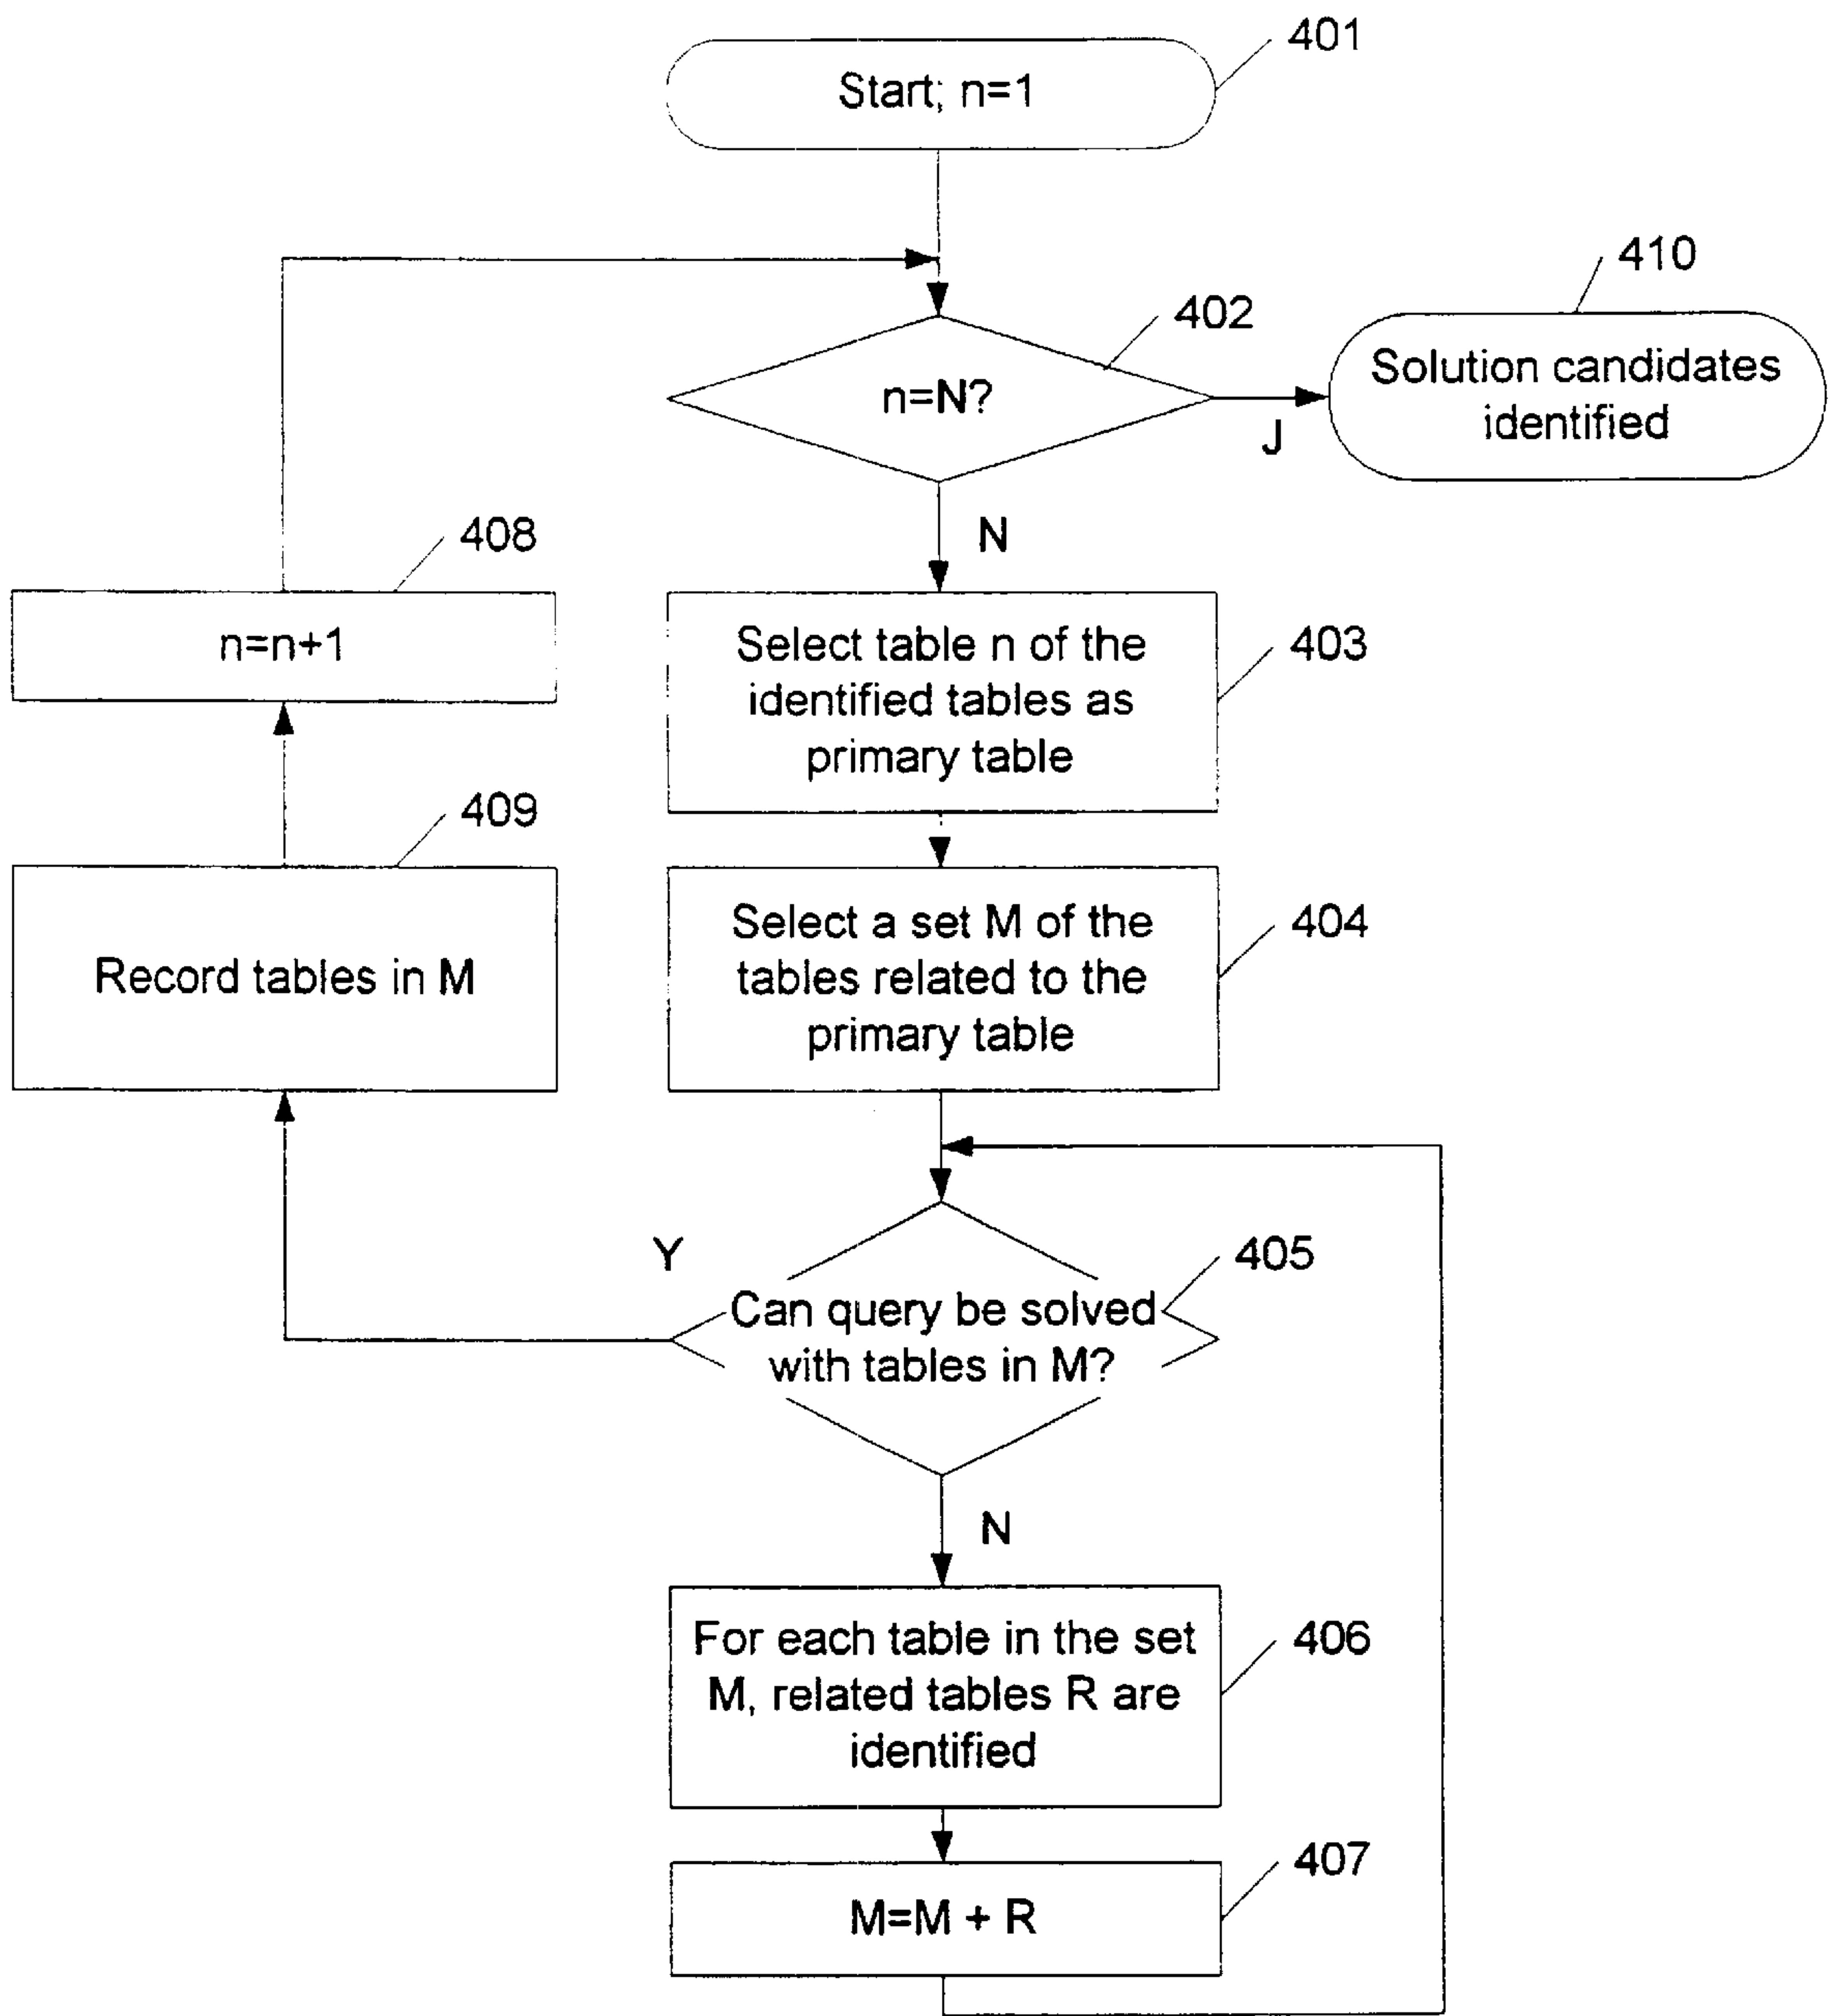 401
Start; n=1
410
402
Solution candidates
identified
n=N?
J
N
408
n=n+1
403
Select table n of the
identified tables as
primary table
409
Record tables in M
404
Select a set M of the
tables related to the
primary table
Y
405
Can query be solved
with tables in M?
N
406
For each table in the set
M, related tables R are
identified
407
M=M + R